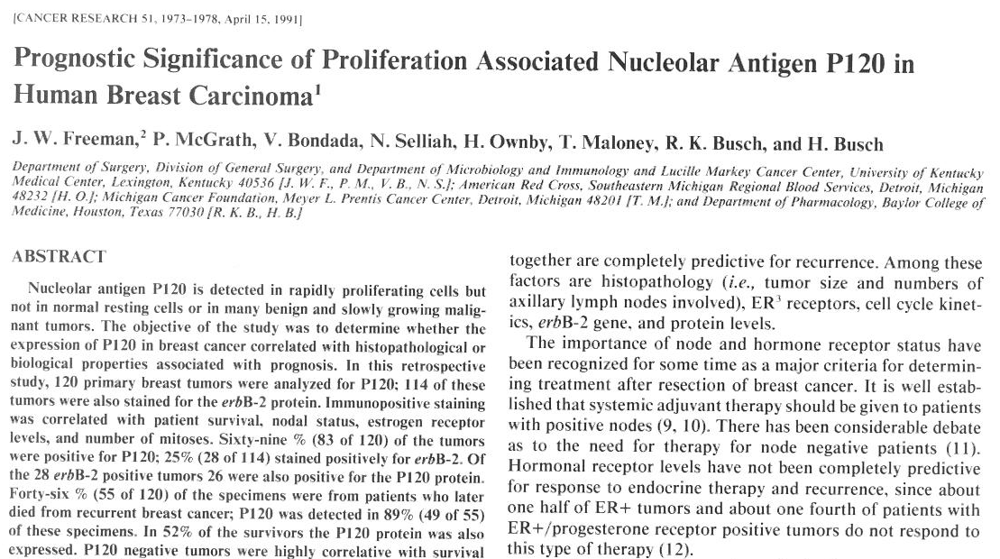 [CANCER RESEARCH 51, 1973–1978, April 15, 1991]
Prognostic Significance of Proliferation Associated Nucleolar Antigen P120 in
Human Breast Carcinoma¹
J. W. Freeman,² P. McGrath, V. Bondada, N. Selliah, H. Ownby, T. Maloney, R. K. Busch, and H. Busch
Department of Surgery, Division of General Surgery, and Department of Microbiology and Immunology and Lucille Markey Cancer Center, University of Kentucky
Medical Center, Lexington, Kentucky 40536 [J. W. F., P. M., V. B., N. S.]; American Red Cross, Southeastern Michigan Regional Blood Services, Detroit, Michigan
48232 [H. O.]; Michigan Cancer Foundation, Meyer L. Prentis Cancer Center, Detroit, Michigan 48201 [T. M.]; and Department of Pharmacology, Baylor College of
Medicine, Houston, Texas 77030 [R. K. B., H. B.]
ABSTRACT
Nucleolar antigen P120 is detected in rapidly proliferating cells but
not in normal resting cells or in many benign and slowly growing malig-
nant tumors. The objective of the study was to determine whether the
expression of P120 in breast cancer correlated with histopathological or
biological properties associated with prognosis. In this retrospective
study, 120 primary breast tumors were analyzed for P120; 114 of these
tumors were also stained for the erbB-2 protein. Immunopositive staining
was correlated with patient survival, nodal status, estrogen receptor
levels, and number of mitoses. Sixty-nine % (83 of 120) of the tumors
were positive for P120; 25% (28 of 114) stained positively for erbB-2. Of
the 28 erbB-2 positive tumors 26 were also positive for the P120 protein.
Forty-six % (55 of 120) of the specimens were from patients who later
died from recurrent breast cancer; P120 was detected in 89% (49 of 55)
of these specimens. In 52% of the survivors the P120 protein was also
expressed. P120 negative tumors were highly correlative with survival
together are completely predictive for recurrence. Among these
factors are histopathology (i.e., tumor size and numbers of
axillary lymph nodes involved), ER³ receptors, cell cycle kinet-
ics, erbB-2 gene, and protein levels.
The importance of node and hormone receptor status have
been recognized for some time as a major criteria for determin-
ing treatment after resection of breast cancer. It is well estab-
lished that systemic adjuvant therapy should be given to patients
with positive nodes (9, 10). There has been considerable debate
as to the need for therapy for node negative patients (11).
Hormonal receptor levels have not been completely predictive
for response to endocrine therapy and recurrence, since about
one half of ER+ tumors and about one fourth of patients with
ER+/progesterone receptor positive tumors do not respond to
this type of therapy (12).